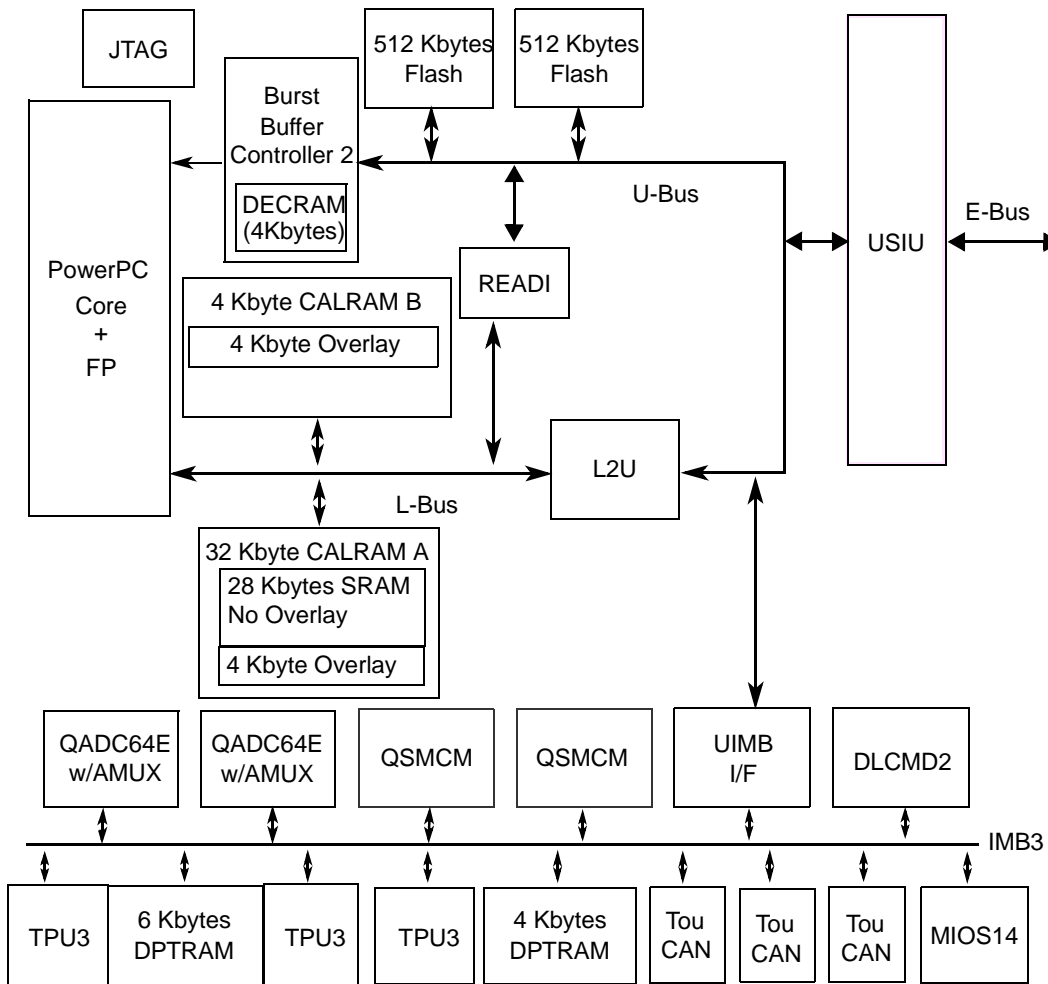 JTAG
512 Kbytes
Flash
512 Kbytes
Flash
Burst
Buffer
Controller 2
DECRAM
(4Kbytes)
U-Bus
E-Bus
USIU
PowerPC
Core
+
FP
READI
4 Kbyte CALRAM B
4 Kbyte Overlay
L2U
L-Bus
32 Kbyte CALRAM A
28 Kbytes SRAM
No Overlay
4 Kbyte Overlay
QADC64E
w/AMUX
QADC64E
w/AMUX
QSMCM
QSMCM
UIMB
I/F
DLCMD2
IMB3
TPU3
6 Kbytes
DPTRAM
TPU3
TPU3
4 Kbytes
DPTRAM
Tou
CAN
Tou
CAN
Tou
CAN
MIOS14